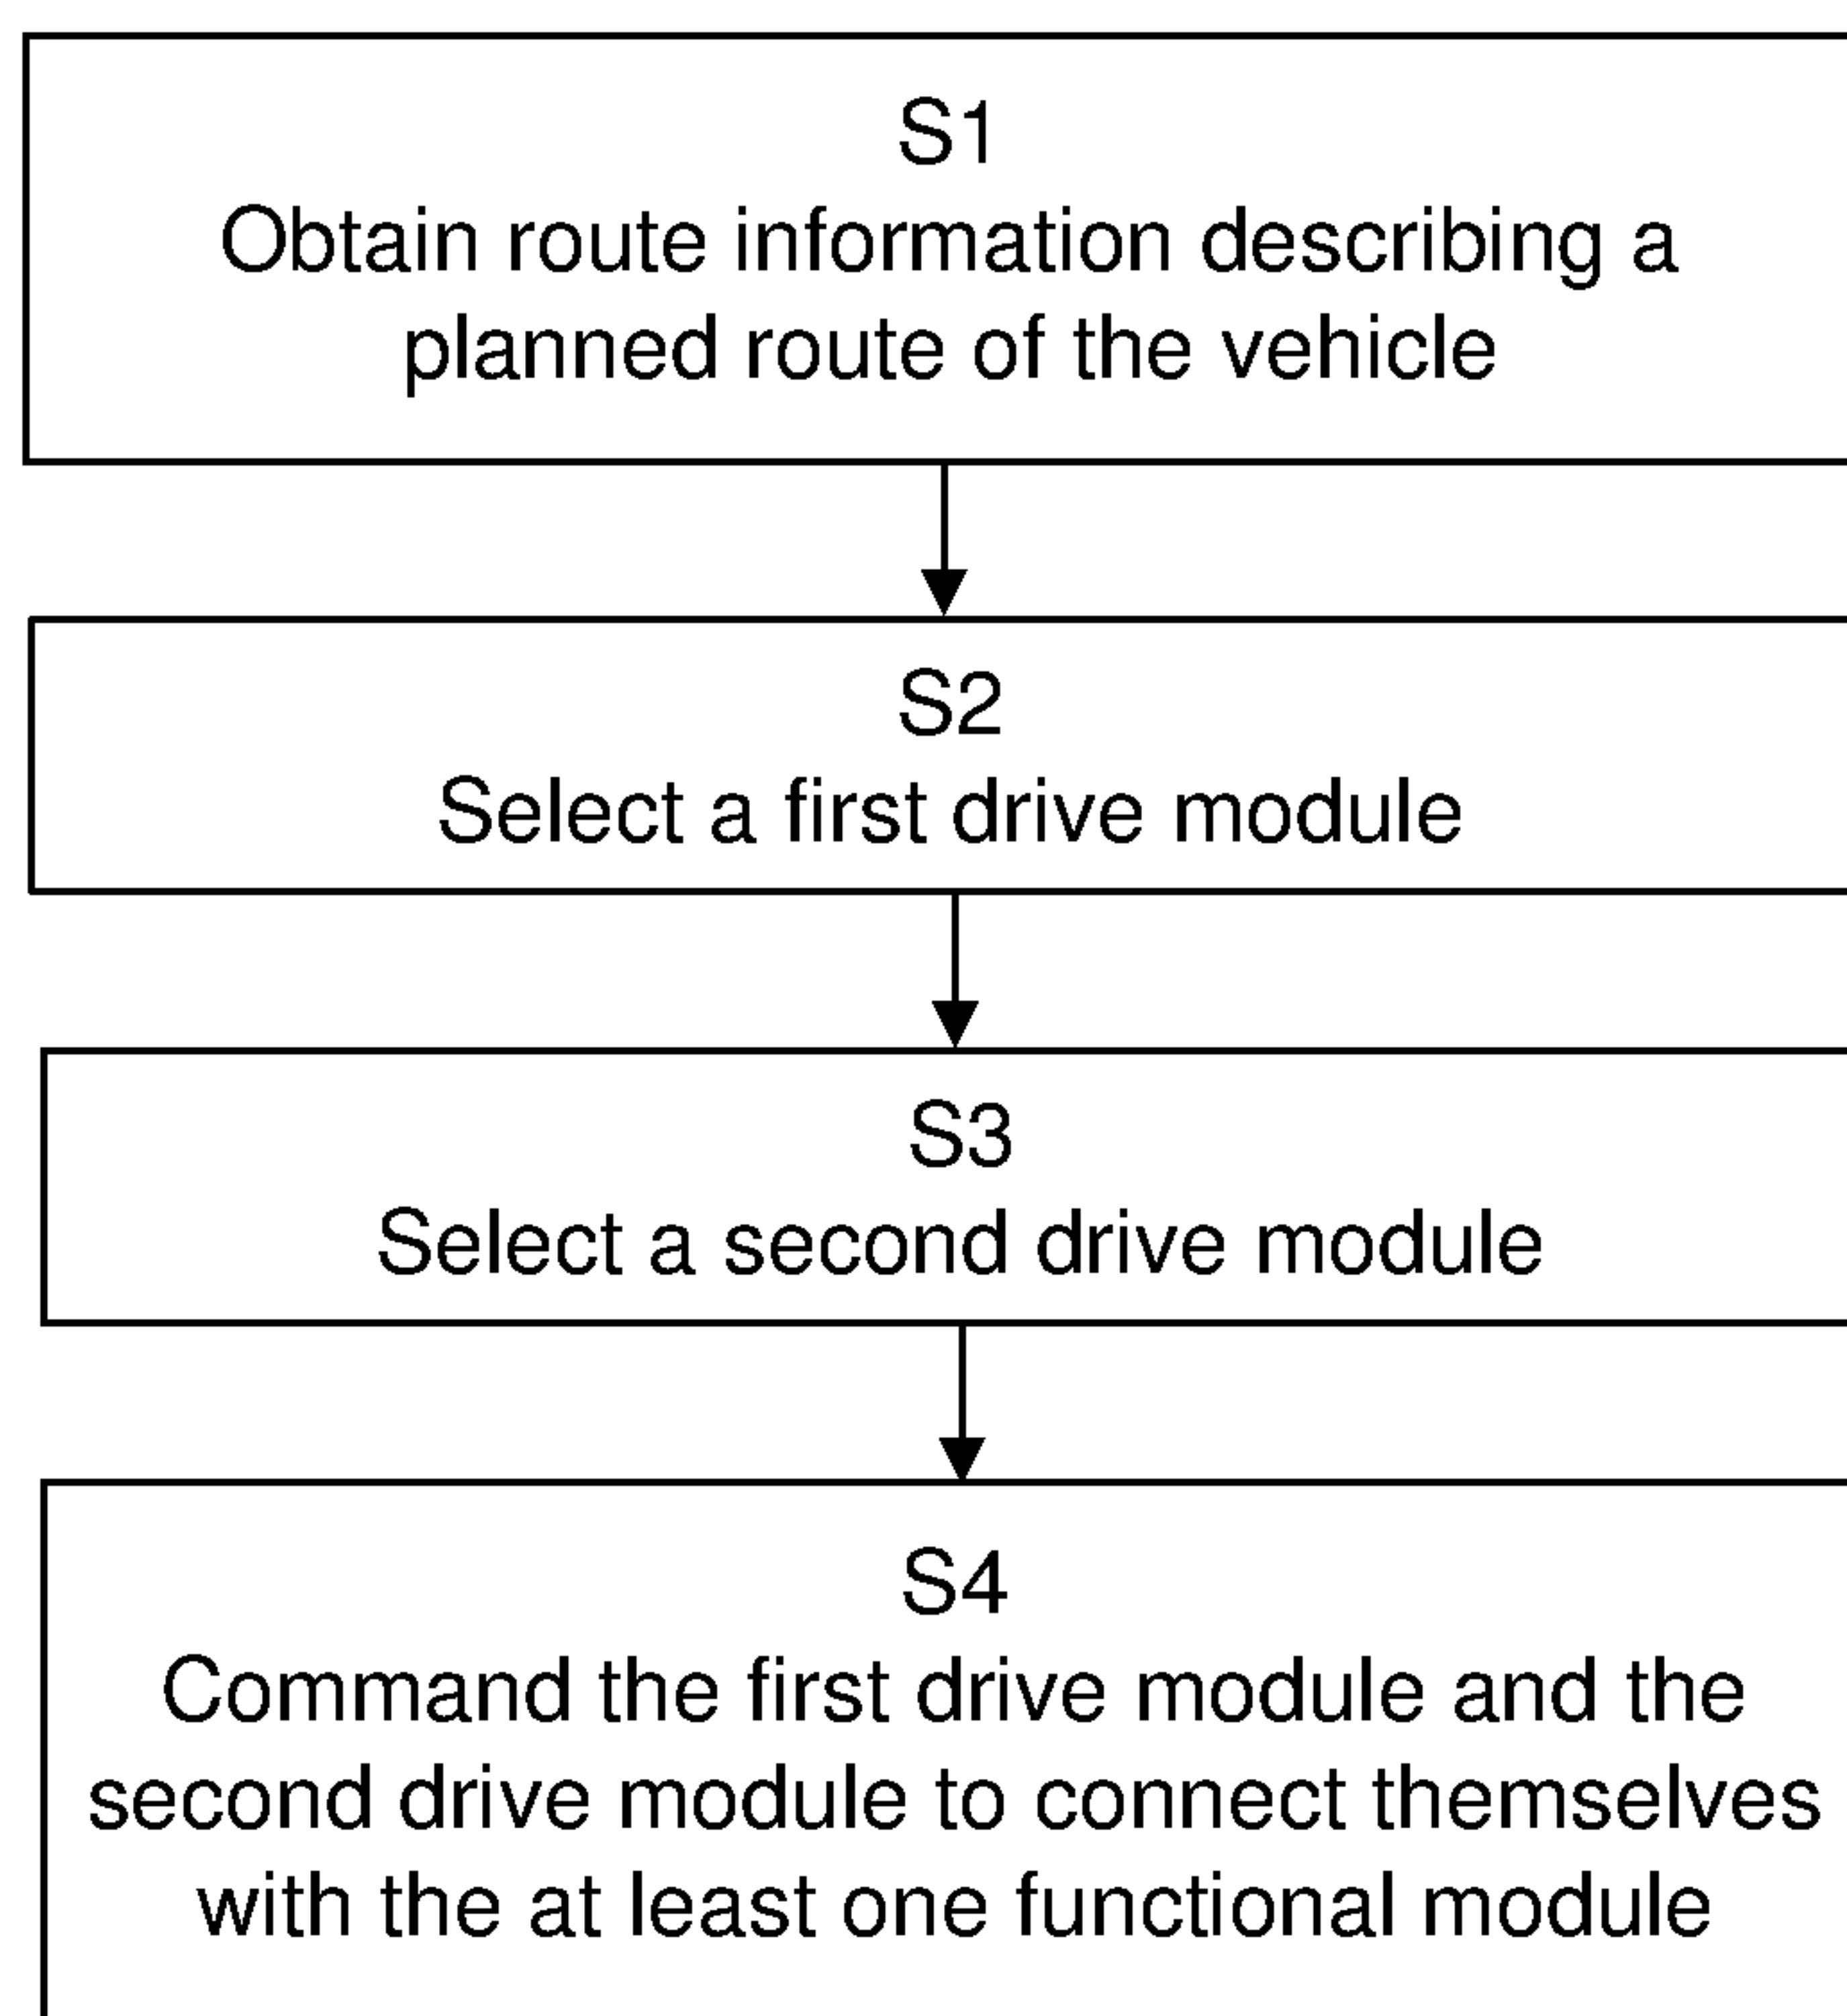 S1
Obtain route information describing a
planned route of the vehicle
S2
Select a first drive module
S3
Select a second drive module
S4
Command the first drive module and the
second drive module to connect themselves
with the at least one functional module